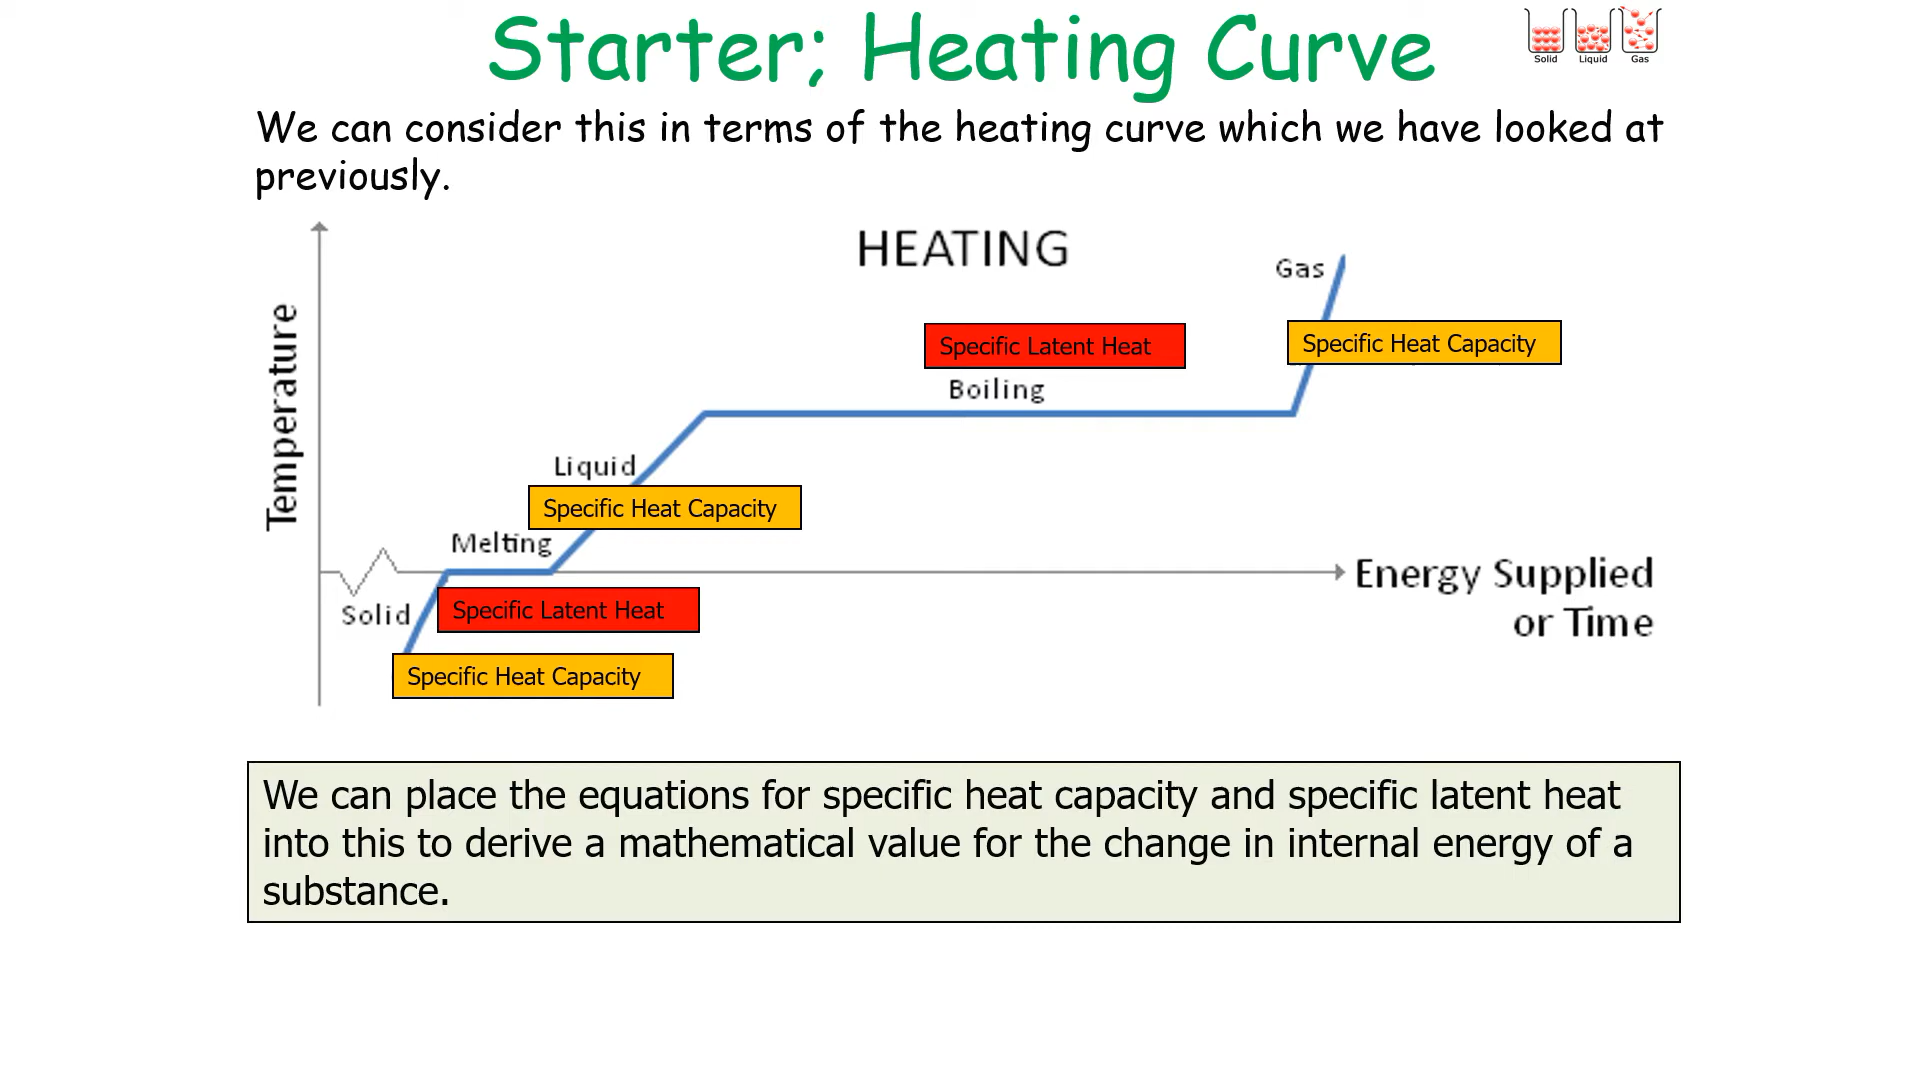 Starter; Heating Curve
Solid
Liquid
Gas
We can consider this in terms of the heating curve which we have looked at
previously.
HEATING
Temperature
Gas
Specific Latent Heat
Specific Heat Capacity
Boiling
Liquid
Specific Heat Capacity
Melting
Energy Supplied
or Time
Solid
Specific Latent Heat
Specific Heat Capacity
We can place the equations for specific heat capacity and specific latent heat
into this to derive a mathematical value for the change in internal energy of a
substance.